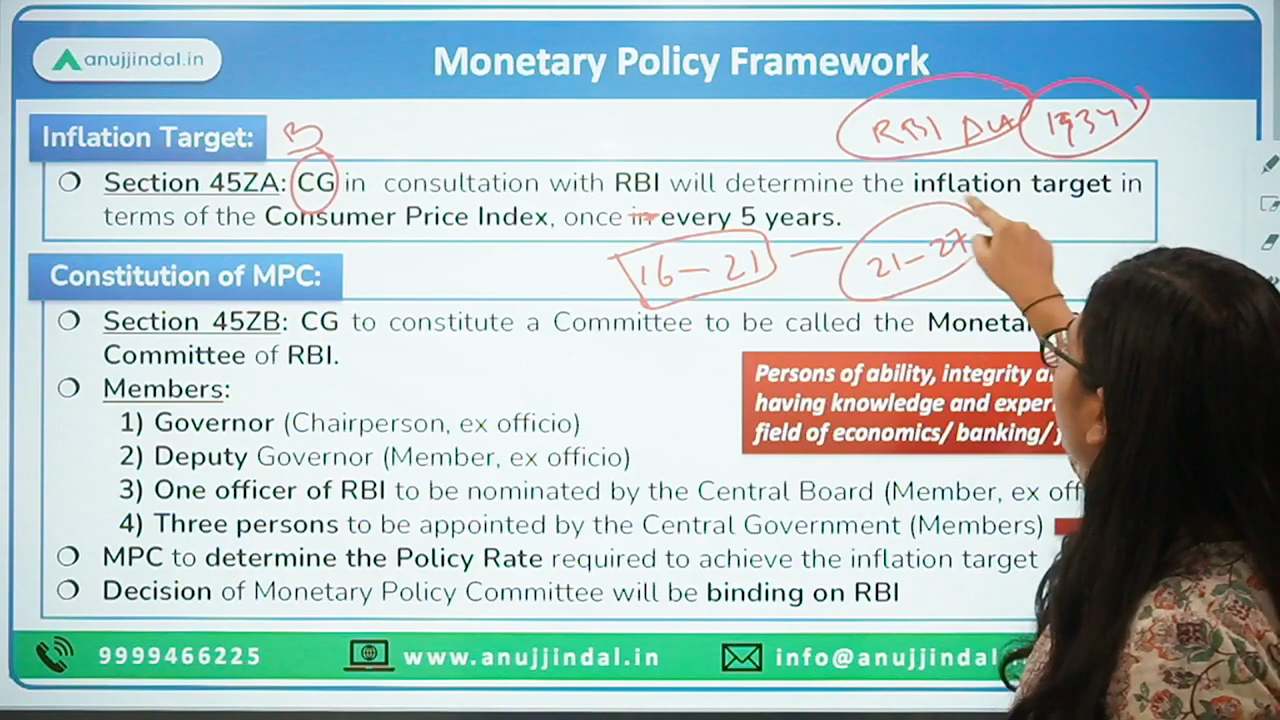 anujjindal.in
Monetary Policy Framework
RBI
1934
Inflation Target:
Section 45ZA: CG in consultation with RBI will determine the inflation target in
terms of the Consumer Price Index, once in every 5 years.
16 - 21 — 21 - 27
Constitution of MPC:
Section 45ZB: CG to constitute a Committee to be called the Moneta
Committee of RBI.
Persons of ability, integrity a
having knowledge and exper
field of economics/ banking/
Members:
1) Governor (Chairperson, ex officio)
2) Deputy Governor (Member, ex officio)
3) One officer of RBI to be nominated by the Central Board (Member, ex off
4) Three persons to be appointed by the Central Government (Members)
MPC to determine the Policy Rate required to achieve the inflation target
Decision of Monetary Policy Committee will be binding on RBI
9999466225
www.anujjindal.in
info@anujjindal